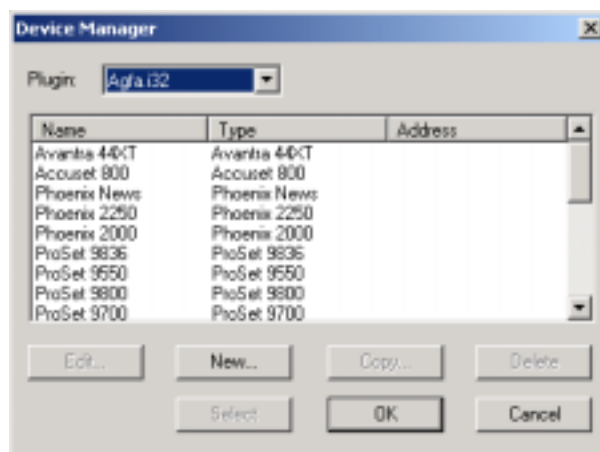 Device Manager
Plugin: Agfa.i32
Name Type Address
Avantra 44XT Avantra 44XT
Accuset 800 Accuset 800
Phoenix News Phoenix News
Phoenix 2250 Phoenix 2250
Phoenix 2000 Phoenix 2000
ProSet 9836 ProSet 9836
ProSet 9550 ProSet 9550
ProSet 9800 ProSet 9800
ProSet 9700 ProSet 9700
Edit... New... Copy... Delete
Select OK Cancel